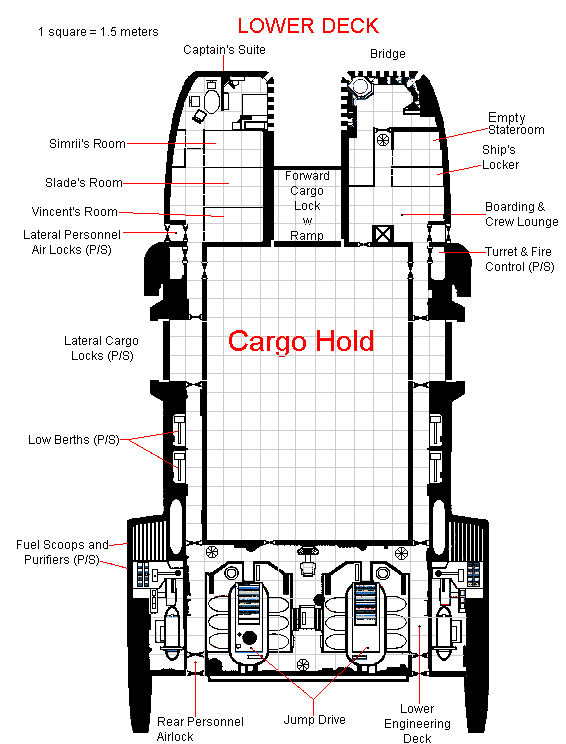 LOWER DECK
1 square = 1.5 meters
Captain's Suite
Bridge
Empty
Stateroom
Simrii's Room
Ship's
Locker
Slade's Room
Forward
Cargo
Lock
w
Ramp
Vincent's Room
Boarding &
Crew Lounge
Lateral Personnel
Air Locks (P/S)
Turret & Fire
Control (P/S)
Cargo Hold
Lateral Cargo
Locks (P/S)
Low Berths (P/S)
Fuel Scoops and
Purifiers (P/S)
Rear Personnel
Airlock
Jump Drive
Lower
Engineering
Deck